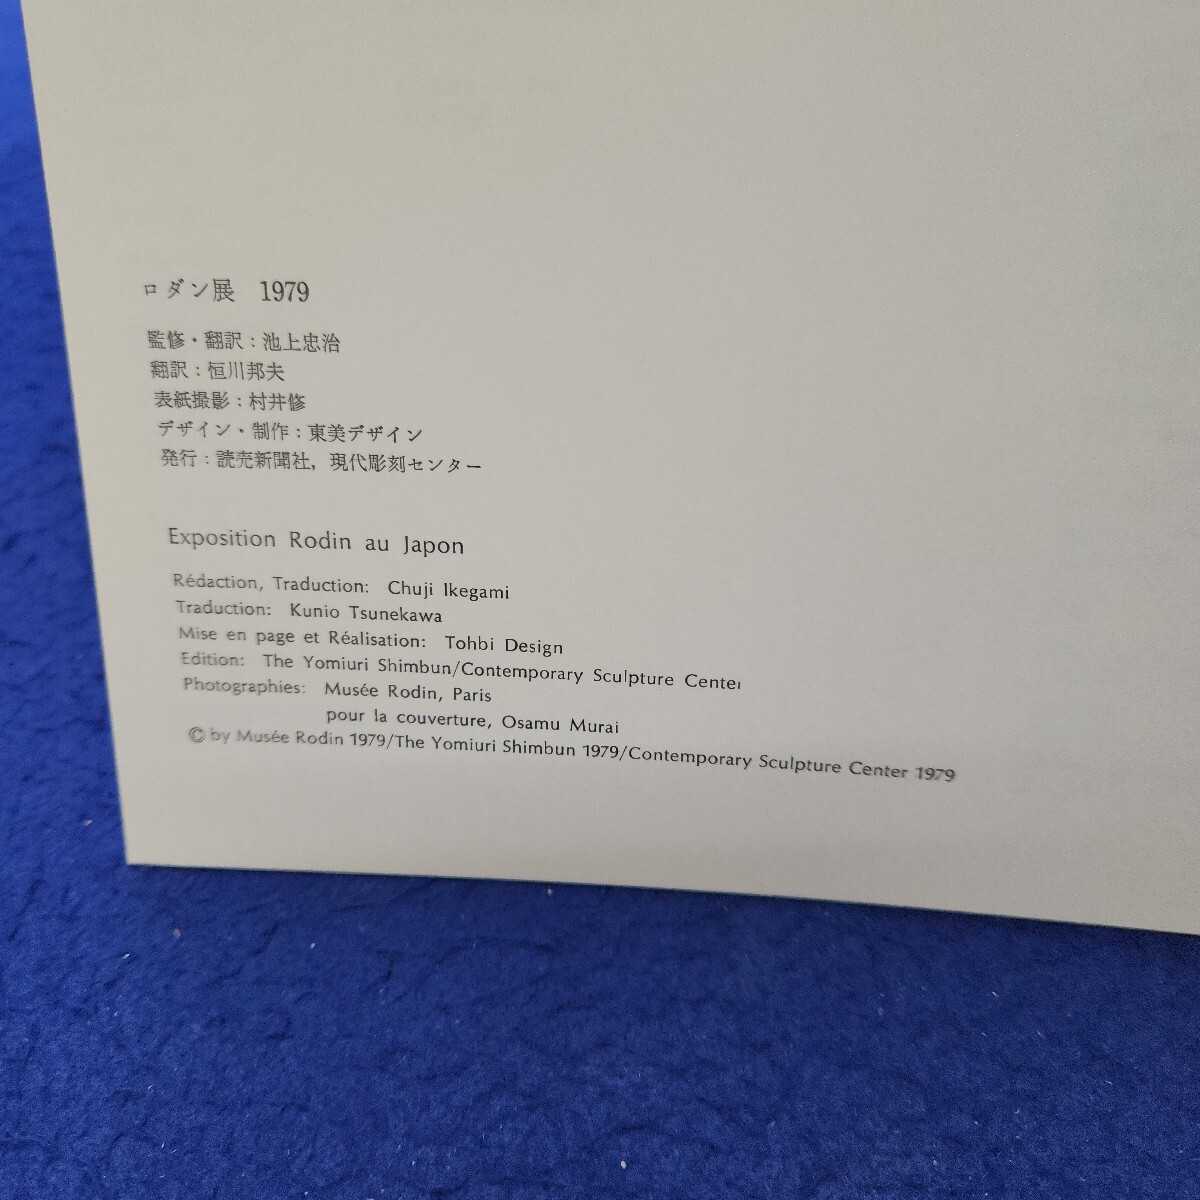 ロダン展　1979
監修・翻訳：池上忠治
翻訳：恒川邦夫
表紙撮影：村井修
デザイン・制作：東美デザイン
発行：読売新聞社，現代彫刻センター
Exposition Rodin au Japon
Rédaction, Traduction: Chuji Ikegami
Traduction: Kunio Tsunekawa
Mise en page et Réalisation: Tohbi Design
Edition: The Yomiuri Shimbun/Contemporary Sculpture Center
Photographies: Musée Rodin, Paris
pour la couverture, Osamu Murai
© by Musée Rodin 1979/The Yomiuri Shimbun 1979/Contemporary Sculpture Center 1979